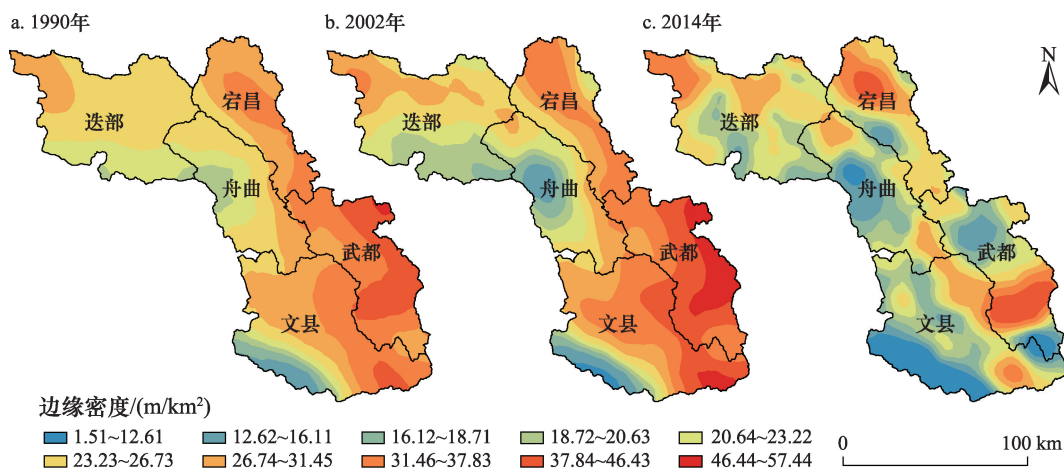 a. 1990年
b. 2002年
c. 2014年
N
宕昌
迭部
舟曲
武都
文县
宕昌
迭部
舟曲
武都
文县
宕昌
迭部
舟曲
武都
文县
边缘密度/(m/km²)
1.51~12.61
12.62~16.11
16.12~18.71
18.72~20.63
20.64~23.22
23.23~26.73
26.74~31.45
31.46~37.83
37.84~46.43
46.44~57.44
0
100 km